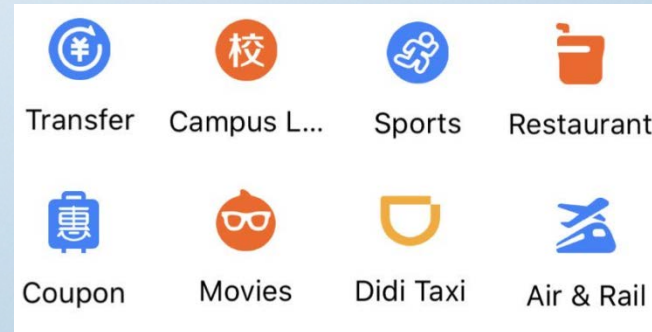 ¥ 校
Transfer Campus L... Sports Restaurant
惠
Coupon Movies Didi Taxi Air & Rail